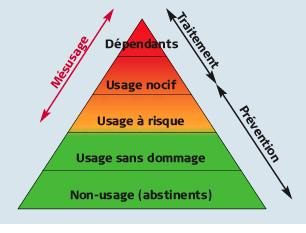 Mésusage
Traitement
Prévention
Dépendants
Usage nocif
Usage à risque
Usage sans dommage
Non-usage (abstinents)